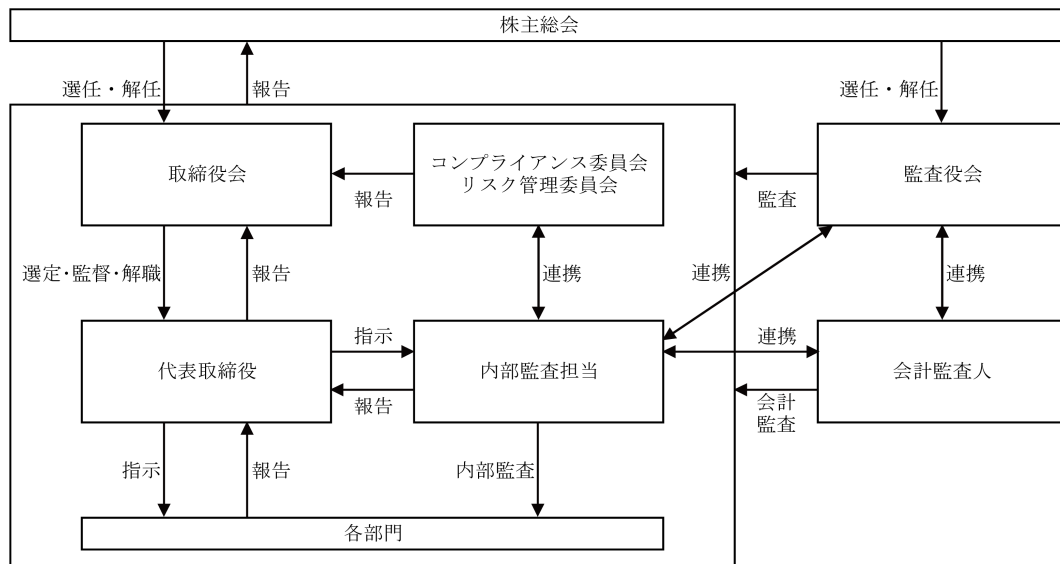 株主総会
選任・解任
報告
選任・解任
取締役会
コンプライアンス委員会
リスク管理委員会
監査役会
報告
監査
選定・監督・解職
報告
連携
連携
連携
代表取締役
指示
内部監査担当
連携
会計監査人
報告
会計
監査
指示
報告
内部監査
各部門